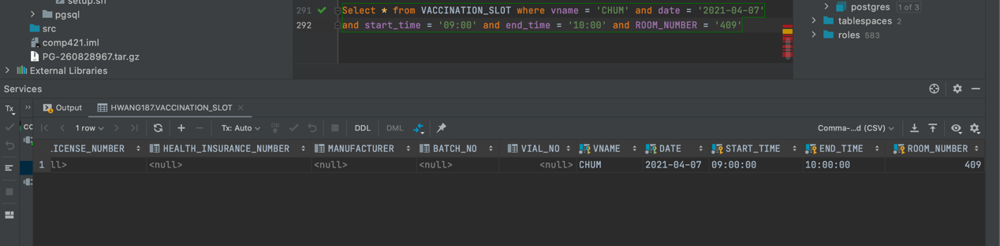 setup.sh
pgsql
src
comp421.iml
PG-260828967.tar.gz
External Libraries
291 Select * from VACCINATION_SLOT where vname = 'CHUM' and date = '2021-04-07'
292 and start_time = '09:00' and end_time = '10:00' and ROOM_NUMBER = '409'
postgres 1 of 3
tablespaces 2
roles 583
Services
Tx Output HWANG187.VACCINATION_SLOT
co 1 row Tx: Auto DB DDL DML Comma-...d (CSV)
LICENSE_NUMBER HEALTH_INSURANCE_NUMBER MANUFACTURER BATCH_NO VIAL_NO VNAME DATE START_TIME END_TIME ROOM_NUMBER
1 ll> <null> <null> <null> <null> CHUM 2021-04-07 09:00:00 10:00:00 409